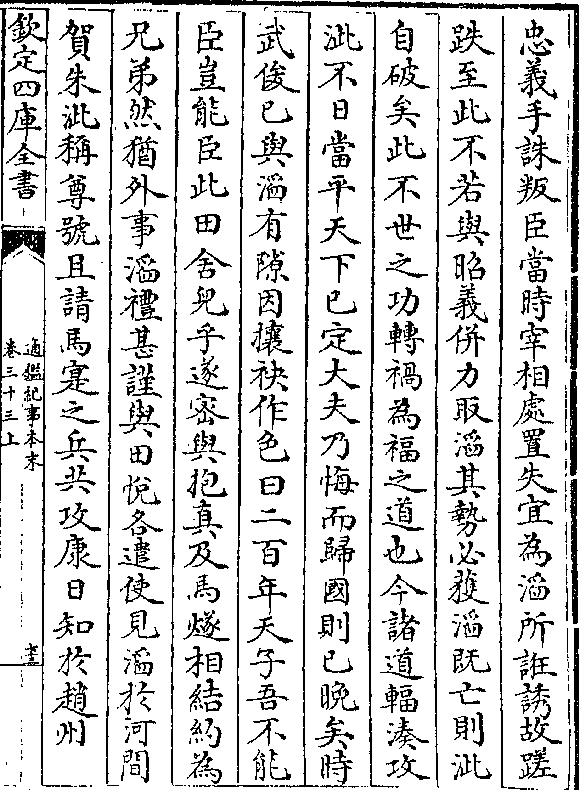 忠義手誅叛臣當時宰相處置失宜為滔所誑誘故蹉
跌至此不若與昭義併力取滔其勢必獲滔既亡則泚
自破矣此不世之功轉禍為福之道也今諸道輻湊攻
泚不日當平天下已定大夫乃悔而歸國則已晚矣時
武俊已與滔有隙因攘袂作色曰二百年天子吾不能
臣豈能臣此田舍兒乎遂密與抱真及馬燧相結約為
兄弟然猶外事滔禮甚謹與田悅各遣使見滔於河間
賀朱泚稱尊號且請馬寔之兵共攻康日知於趙州
欽定四庫全書
通鑑紀事本末
卷三十三上